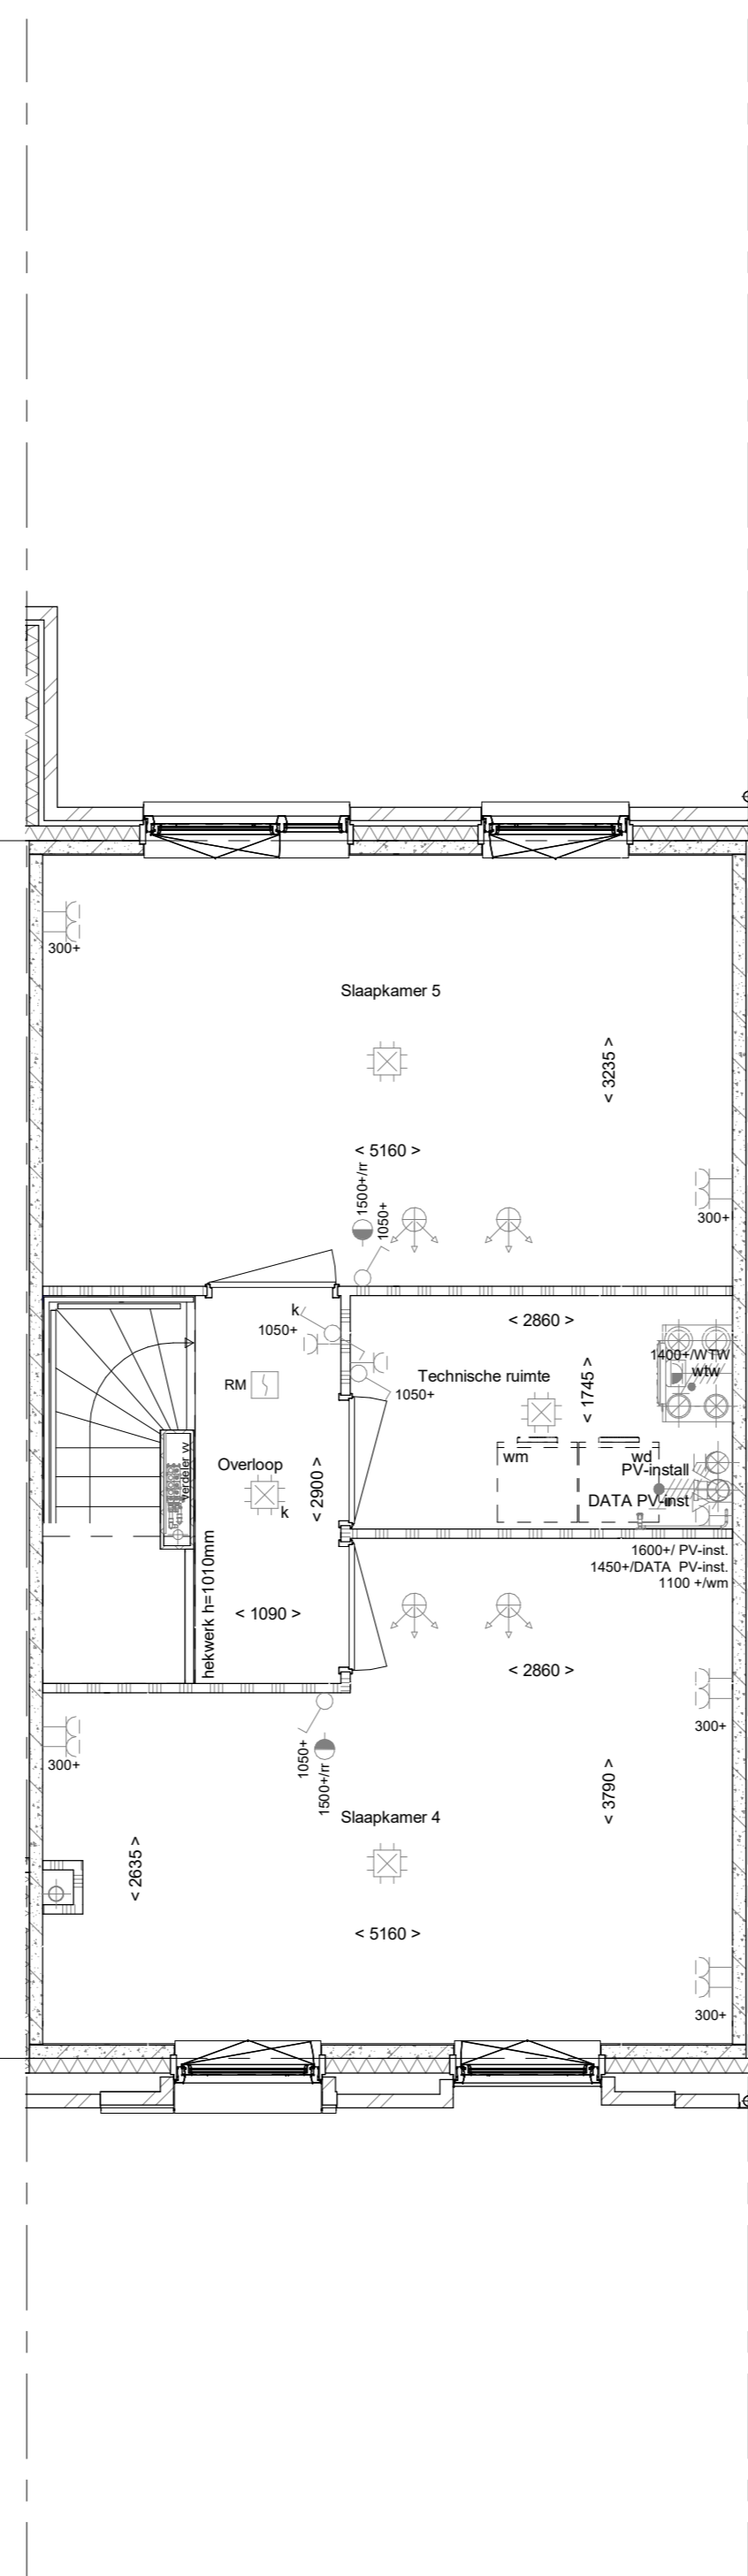 300+
Slaapkamer 5
< 3235 >
< 5160 >
1500+/rr
1050+
300+
k
1050+
< 2860 >
1400+/WTW
wtw
Technische ruimte
< 1745 >
RM
1050+
Overloop
wm
wd
PV-install
verdeler vv
< 2900 >
k
DATA PV-inst
1600+/ PV-inst.
1450+/DATA PV-inst.
1100 +/wm
hekwerk h=1010mm
< 1090 >
< 2860 >
300+
1050+
1500+/rr
300+
Slaapkamer 4
< 3790 >
< 2635 >
< 5160 >
300+